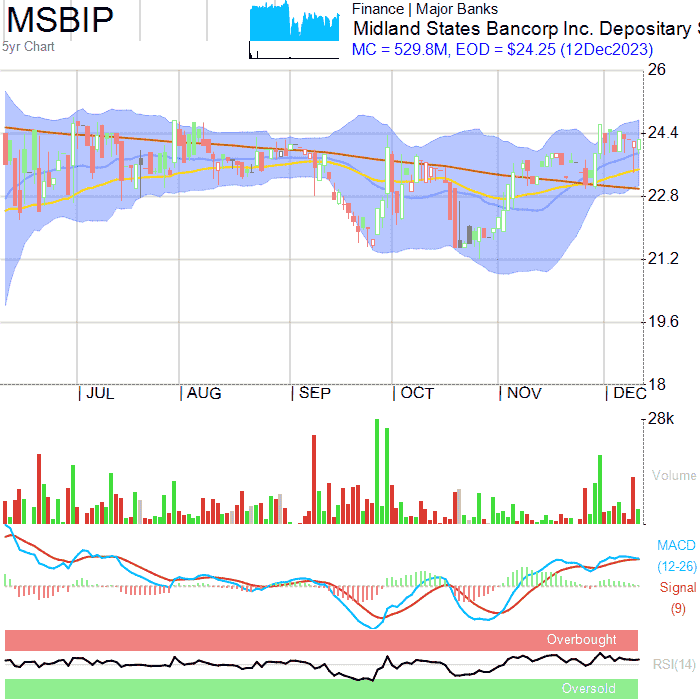 MSBIP
5yr Chart
Finance | Major Banks
Midland States Bancorp Inc. Depositary
MC = 529.8M, EOD = $24.25 (12Dec2023)
26
24.4
22.8
21.2
19.6
18
| JUL | AUG | SEP | OCT | NOV | DEC
28k
Volume
MACD
(12-26)
Signal
(9)
Overbought
RSI(14)
Oversold